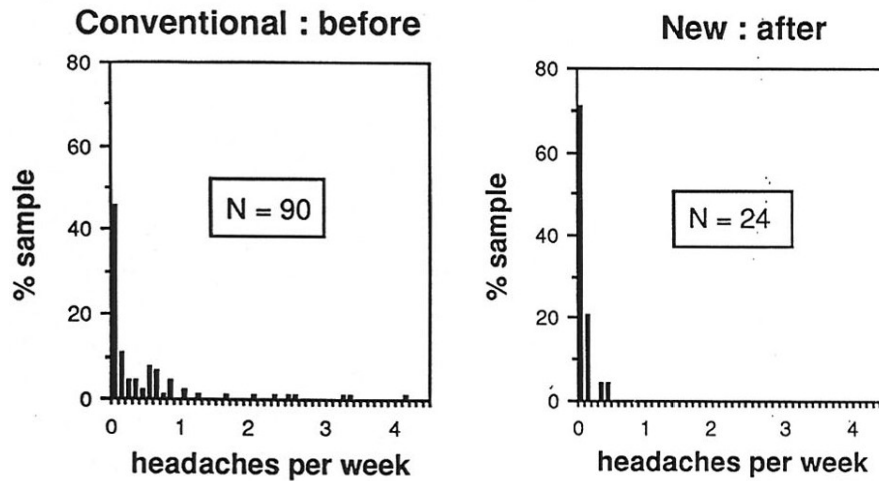 Conventional : before
80
60
40
20
0
% sample
N = 90
0 1 2 3 4
headaches per week
New : after
80
60
40
20
0
% sample
N = 24
0 1 2 3 4
headaches per week